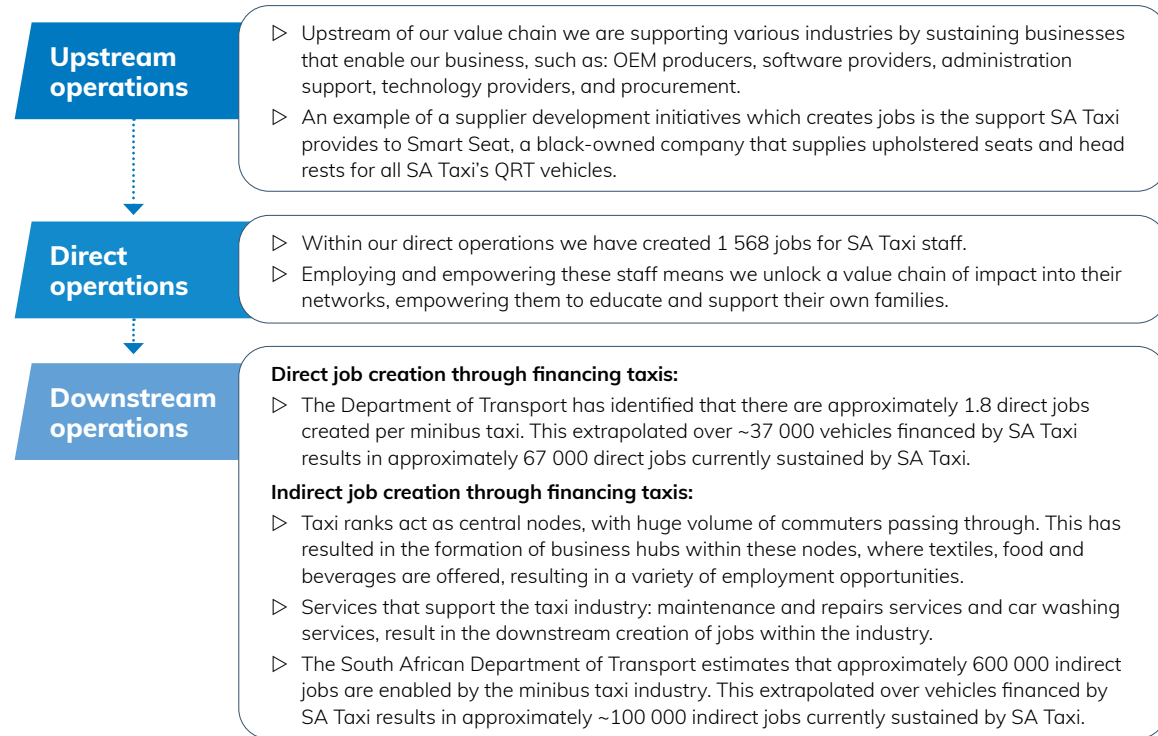 Upstream
operations
▷ Upstream of our value chain we are supporting various industries by sustaining businesses
that enable our business, such as: OEM producers, software providers, administration
support, technology providers, and procurement.
▷ An example of a supplier development initiatives which creates jobs is the support SA Taxi
provides to Smart Seat, a black-owned company that supplies upholstered seats and head
rests for all SA Taxi's QRT vehicles.
Direct
operations
▷ Within our direct operations we have created 1 568 jobs for SA Taxi staff.
▷ Employing and empowering these staff means we unlock a value chain of impact into their
networks, empowering them to educate and support their own families.
Downstream
operations
Direct job creation through financing taxis:
▷ The Department of Transport has identified that there are approximately 1.8 direct jobs
created per minibus taxi. This extrapolated over ~37 000 vehicles financed by SA Taxi
results in approximately 67 000 direct jobs currently sustained by SA Taxi.
Indirect job creation through financing taxis:
▷ Taxi ranks act as central nodes, with huge volume of commuters passing through. This has
resulted in the formation of business hubs within these nodes, where textiles, food and
beverages are offered, resulting in a variety of employment opportunities.
▷ Services that support the taxi industry: maintenance and repairs services and car washing
services, result in the downstream creation of jobs within the industry.
▷ The South African Department of Transport estimates that approximately 600 000 indirect
jobs are enabled by the minibus taxi industry. This extrapolated over vehicles financed by
SA Taxi results in approximately ~100 000 indirect jobs currently sustained by SA Taxi.